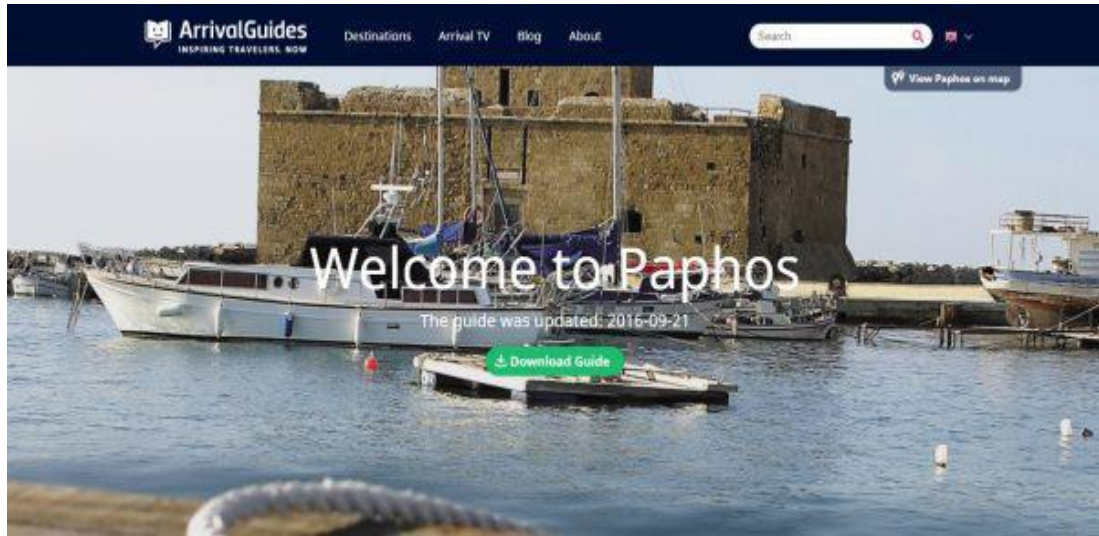 ArrivalGuides
INSPIRING TRAVELERS. NOW
Destinations Arrival TV Blog About
Search
View Paphos on map
Welcome to Paphos
The guide was updated: 2016-09-21
Download Guide